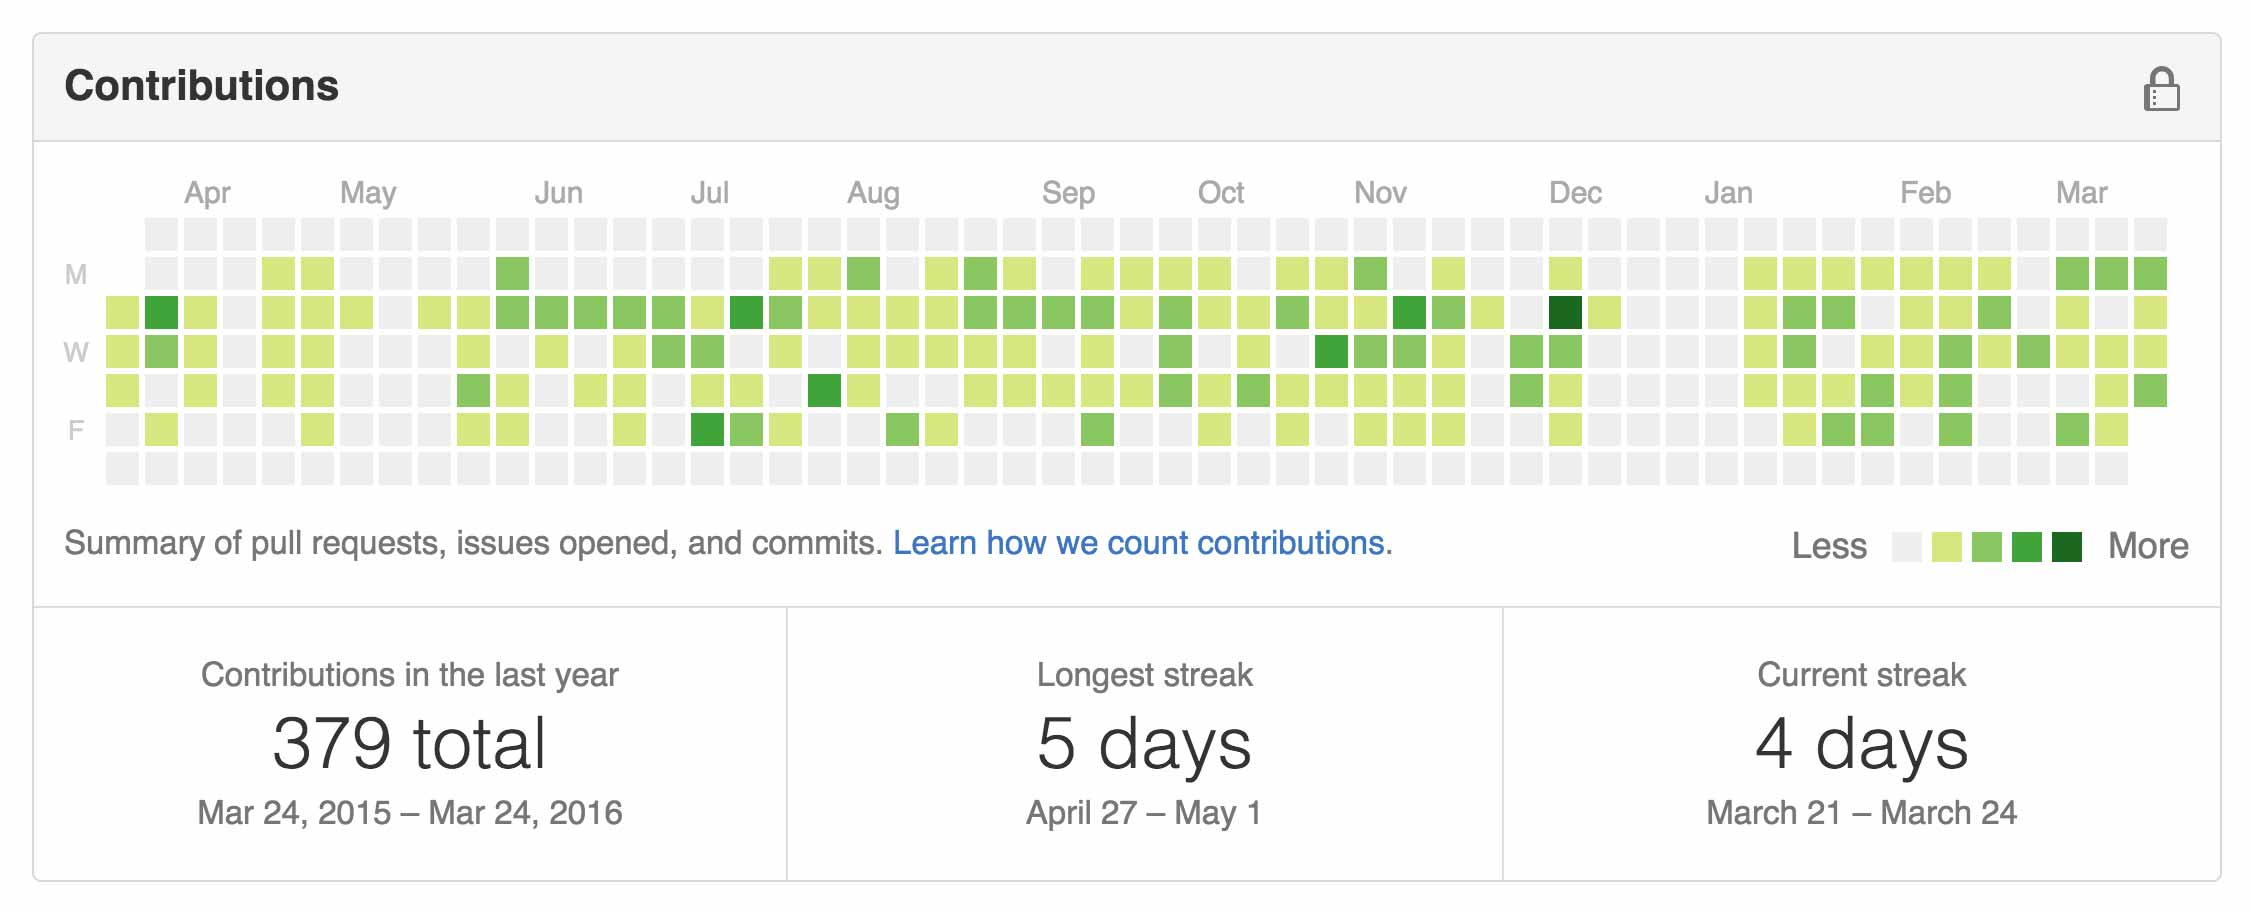 Contributions
Apr May Jun Jul Aug Sep Oct Nov Dec Jan Feb Mar
M
W
F
Summary of pull requests, issues opened, and commits. Learn how we count contributions.
Less More
Contributions in the last year
379 total
Mar 24, 2015 – Mar 24, 2016
Longest streak
5 days
April 27 – May 1
Current streak
4 days
March 21 – March 24